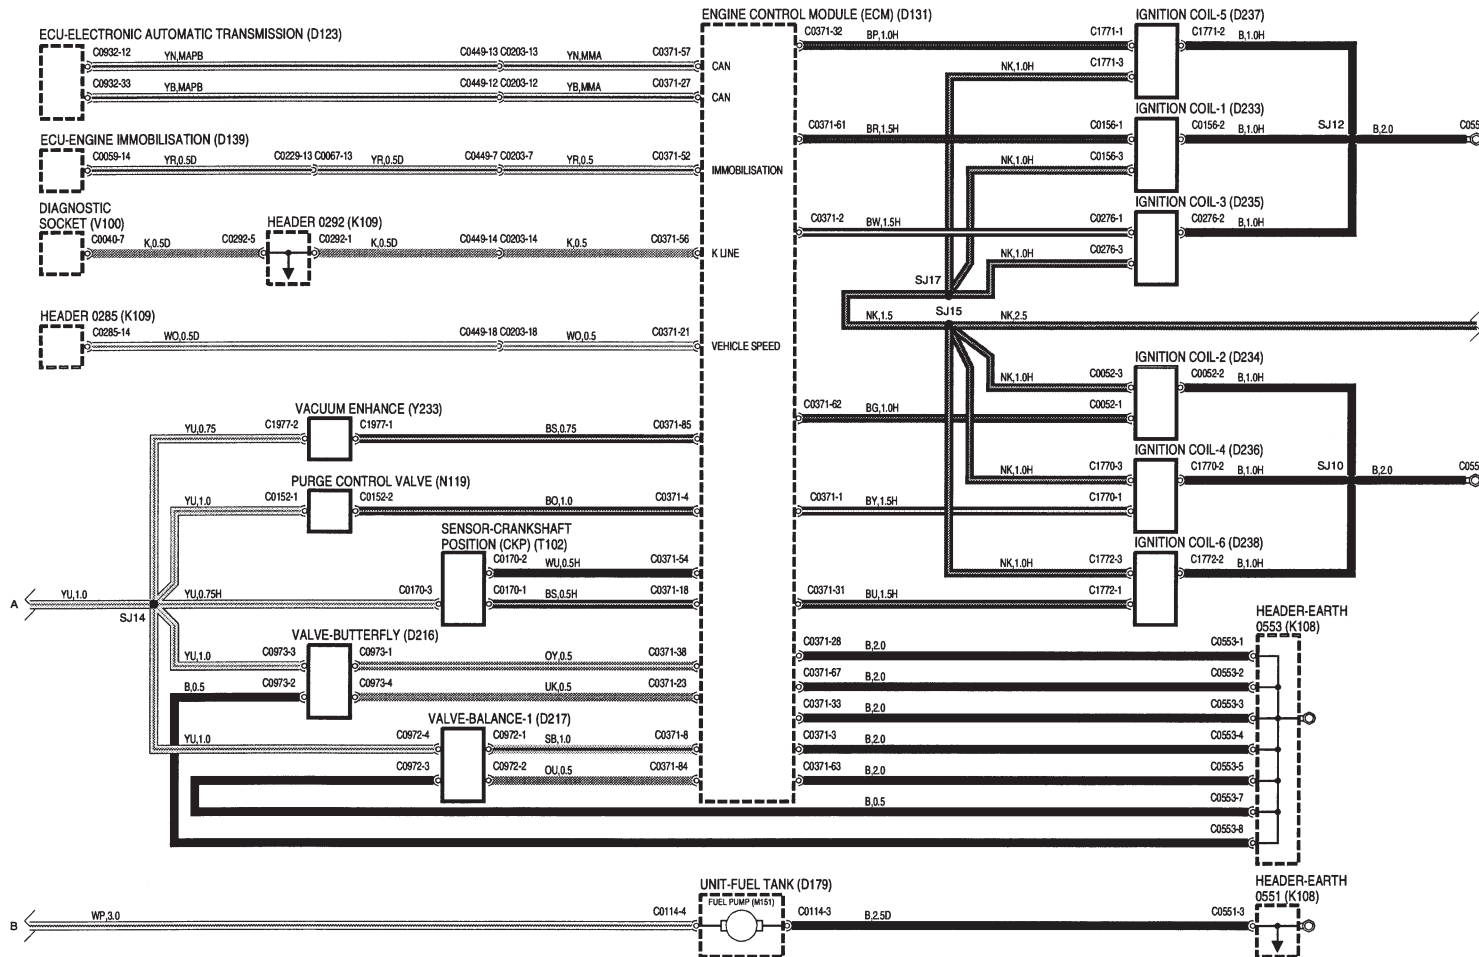 ENGINE CONTROL MODULE (ECM) (D131)
IGNITION COIL-5 (D237)
ECU-ELECTRONIC AUTOMATIC TRANSMISSION (D123)
C0932-12 YN,MAPB C0449-13 C0203-13 YN,MMA C0371-57
CAN
C0932-33 YB,MAPB C0449-12 C0203-12 YB,MMA C0371-27
CAN
C0371-32 BP,1.0H C1771-1 C1771-2 B,1.0H
NK,1.0H C1771-3
IGNITION COIL-1 (D233)
C0371-61 BR,1.5H C0156-1 C0156-2 B,1.0H SJ12 B,2.0 C055
NK,1.0H C0156-3
ECU-ENGINE IMMOBILISATION (D139)
C0059-14 YR,0.5D C0229-13 C0067-13 YR,0.5D C0449-7 C0203-7 YR,0.5 C0371-52
IMMOBILISATION
IGNITION COIL-3 (D235)
C0371-2 BW,1.5H C0276-1 C0276-2 B,1.0H
NK,1.0H C0276-3
DIAGNOSTIC
SOCKET (V100)
HEADER 0292 (K109)
C0040-7 K,0.5D C0292-5 C0292-1 K,0.5D C0449-14 C0203-14 K,0.5 C0371-56
K LINE
SJ17
SJ15
NK,1.5 NK,2.5
HEADER 0285 (K109)
C0285-14 WO,0.5D C0449-18 C0203-18 WO,0.5 C0371-21
VEHICLE SPEED
IGNITION COIL-2 (D234)
NK,1.0H C0052-3 C0052-2 B,1.0H
C0371-62 BG,1.0H C0052-1
VACUUM ENHANCE (Y233)
YU,0.75 C1977-2 C1977-1 BS,0.75 C0371-85
IGNITION COIL-4 (D236)
NK,1.0H C1770-3 C1770-2 B,1.0H SJ10 B,2.0 C055
C0371-1 BY,1.5H C1770-1
PURGE CONTROL VALVE (N119)
YU,1.0 C0152-1 C0152-2 BO,1.0 C0371-4
SENSOR-CRANKSHAFT
POSITION (CKP) (T102)
C0170-2 WU,0.5H C0371-54
IGNITION COIL-6 (D238)
NK,1.0H C1772-3 C1772-2 B,1.0H
A YU,1.0 SJ14 YU,0.75H C0170-3 C0170-1 BS,0.5H C0371-18
C0371-31 BU,1.5H C1772-1
HEADER-EARTH
0553 (K108)
VALVE-BUTTERFLY (D216)
YU,1.0 C0973-3 C0973-1 OY,0.5 C0371-38
B,0.5 C0973-2 C0973-4 UK,0.5 C0371-23
C0371-28 B,2.0 C0553-1
C0371-67 B,2.0 C0553-2
C0371-33 B,2.0 C0553-3
VALVE-BALANCE-1 (D217)
YU,1.0 C0972-4 C0972-1 SB,1.0 C0371-8
C0972-3 C0972-2 OU,0.5 C0371-84
C0371-3 B,2.0 C0553-4
C0371-63 B,2.0 C0553-5
B,0.5 C0553-7
C0553-8
UNIT-FUEL TANK (D179)
FUEL PUMP (M151)
HEADER-EARTH
0551 (K108)
B WP,3.0 C0114-4 C0114-3 B,2.5D C0551-3